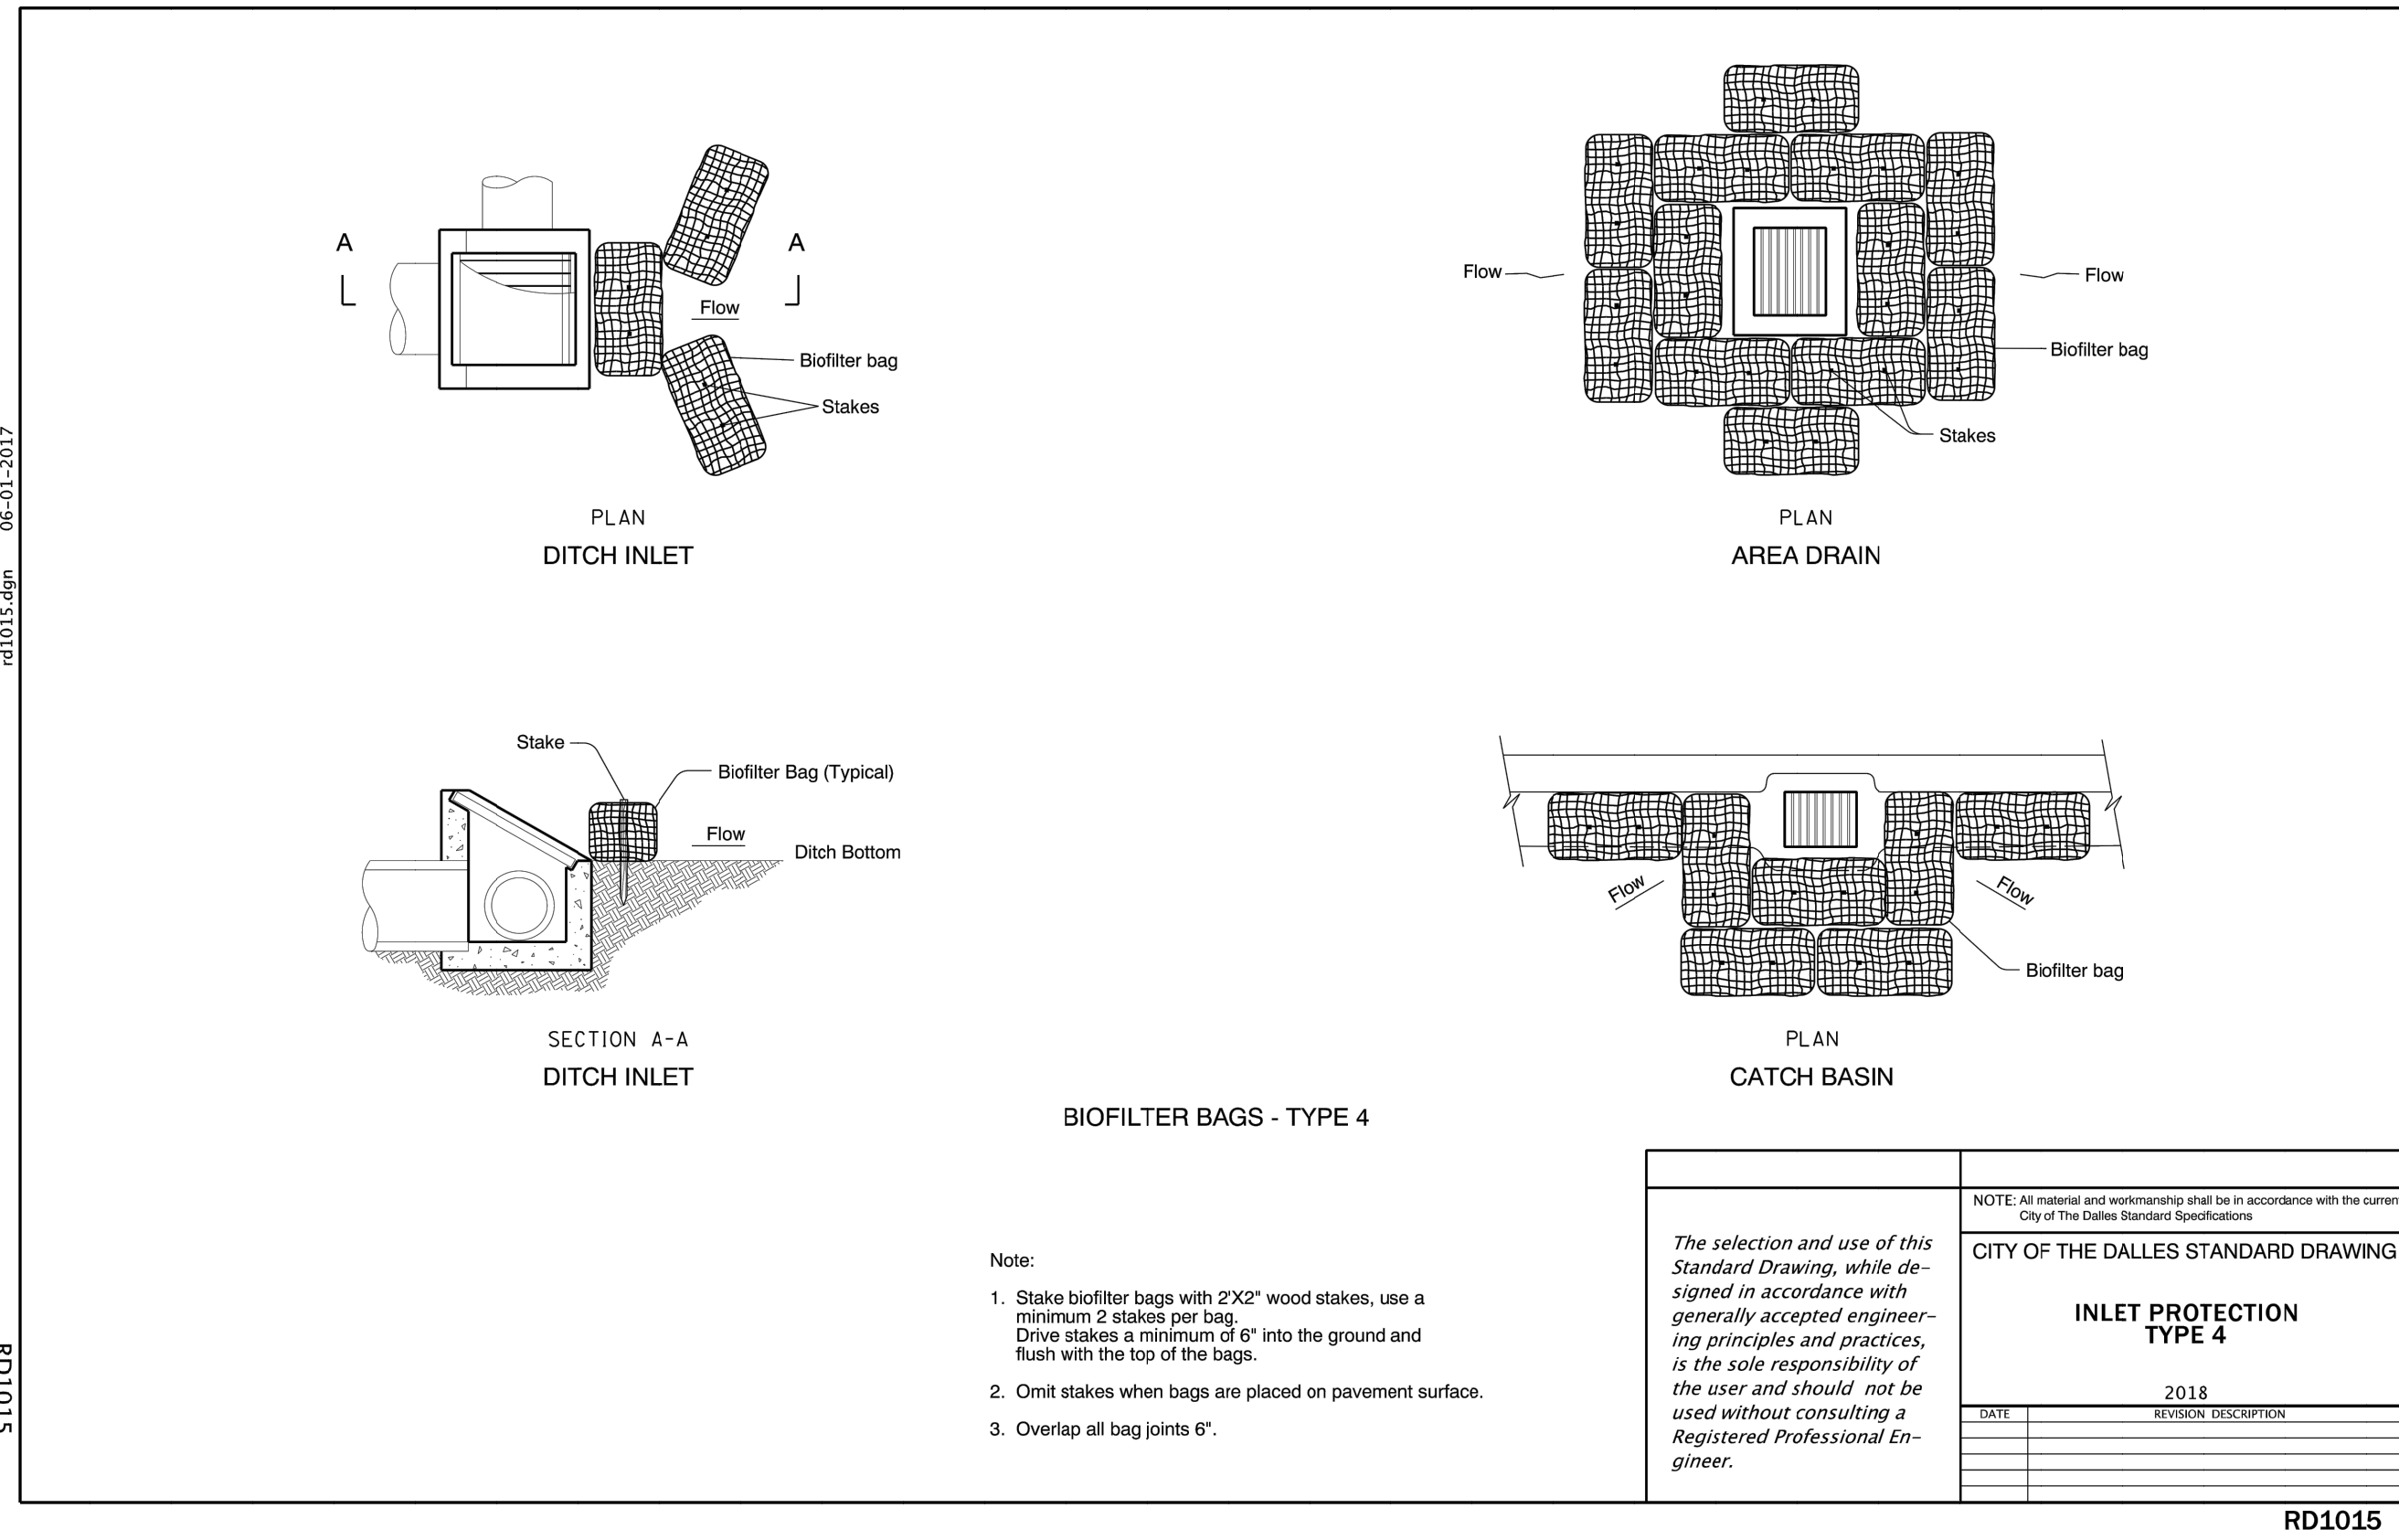 A
A
Flow
Biofilter bag
Stakes
PLAN
DITCH INLET
Flow
Flow
Biofilter bag
Stakes
PLAN
AREA DRAIN
Stake
Biofilter Bag (Typical)
Flow
Ditch Bottom
SECTION A-A
DITCH INLET
Flow
Flow
Biofilter bag
PLAN
CATCH BASIN
BIOFILTER BAGS - TYPE 4
Note:
1. Stake biofilter bags with 2'X2" wood stakes, use a
minimum 2 stakes per bag.
Drive stakes a minimum of 6" into the ground and
flush with the top of the bags.
2. Omit stakes when bags are placed on pavement surface.
3. Overlap all bag joints 6".
The selection and use of this
Standard Drawing, while de-
signed in accordance with
generally accepted engineer-
ing principles and practices,
is the sole responsibility of
the user and should not be
used without consulting a
Registered Professional En-
gineer.
NOTE: All material and workmanship shall be in accordance with the curren
City of The Dalles Standard Specifications
CITY OF THE DALLES STANDARD DRAWING
INLET PROTECTION
TYPE 4
2018
DATE REVISION DESCRIPTION
RD1015
rd1015.dgn 06-01-2017
RD1015